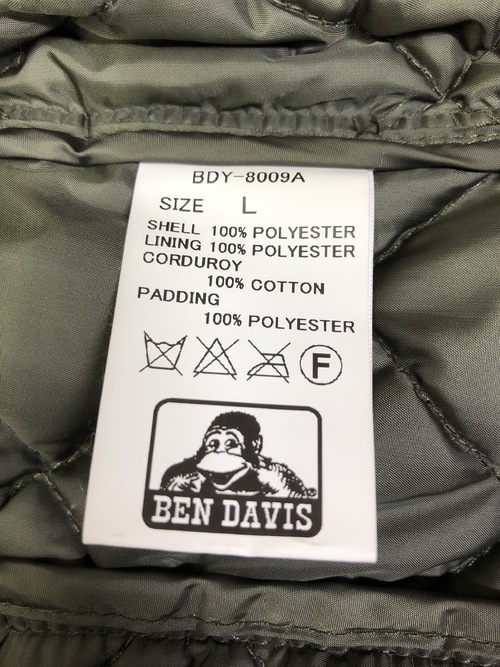 BDY-8009A
SIZE L
SHELL 100% POLYESTER
LINING 100% POLYESTER
CORDUROY
100% COTTON
PADDING
100% POLYESTER
F
BEN DAVIS